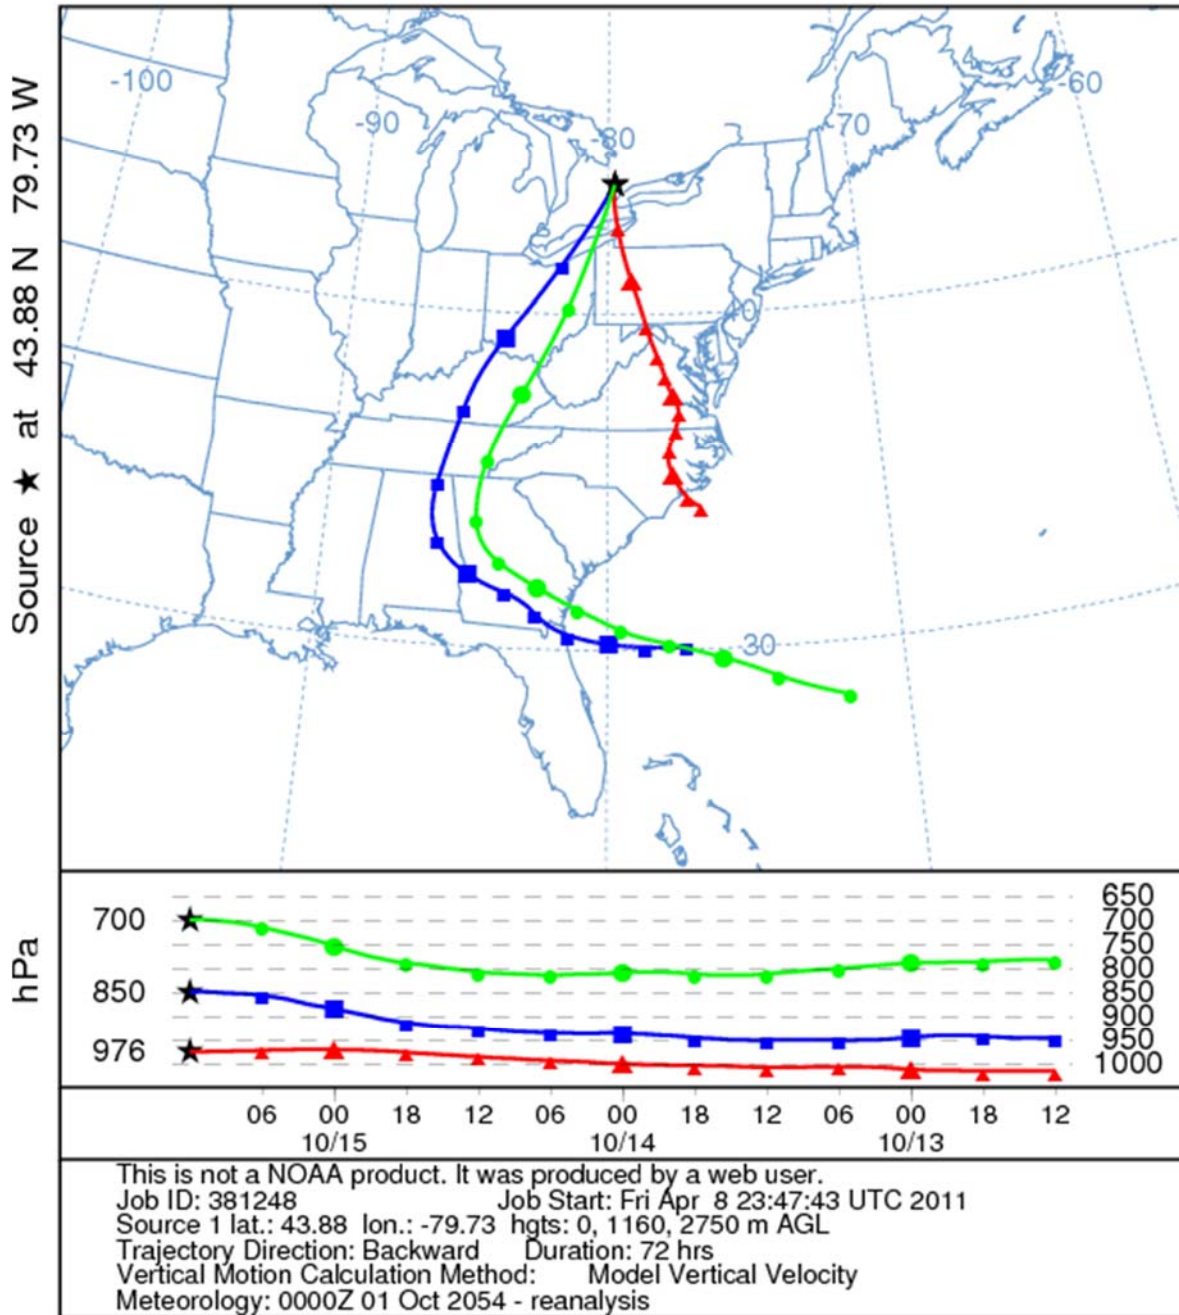 Source ★ at 43.88 N 79.73 W
-100
-90
-80
-70
-60
40
30
hPa
700
850
976
650
700
750
800
850
900
950
1000
06 00 18 12 06 00 18 12 06 00 18 12
10/15 10/14 10/13
This is not a NOAA product. It was produced by a web user.
Job ID: 381248 Job Start: Fri Apr 8 23:47:43 UTC 2011
Source 1 lat.: 43.88 lon.: -79.73 hgts: 0, 1160, 2750 m AGL
Trajectory Direction: Backward Duration: 72 hrs
Vertical Motion Calculation Method: Model Vertical Velocity
Meteorology: 0000Z 01 Oct 2054 - reanalysis